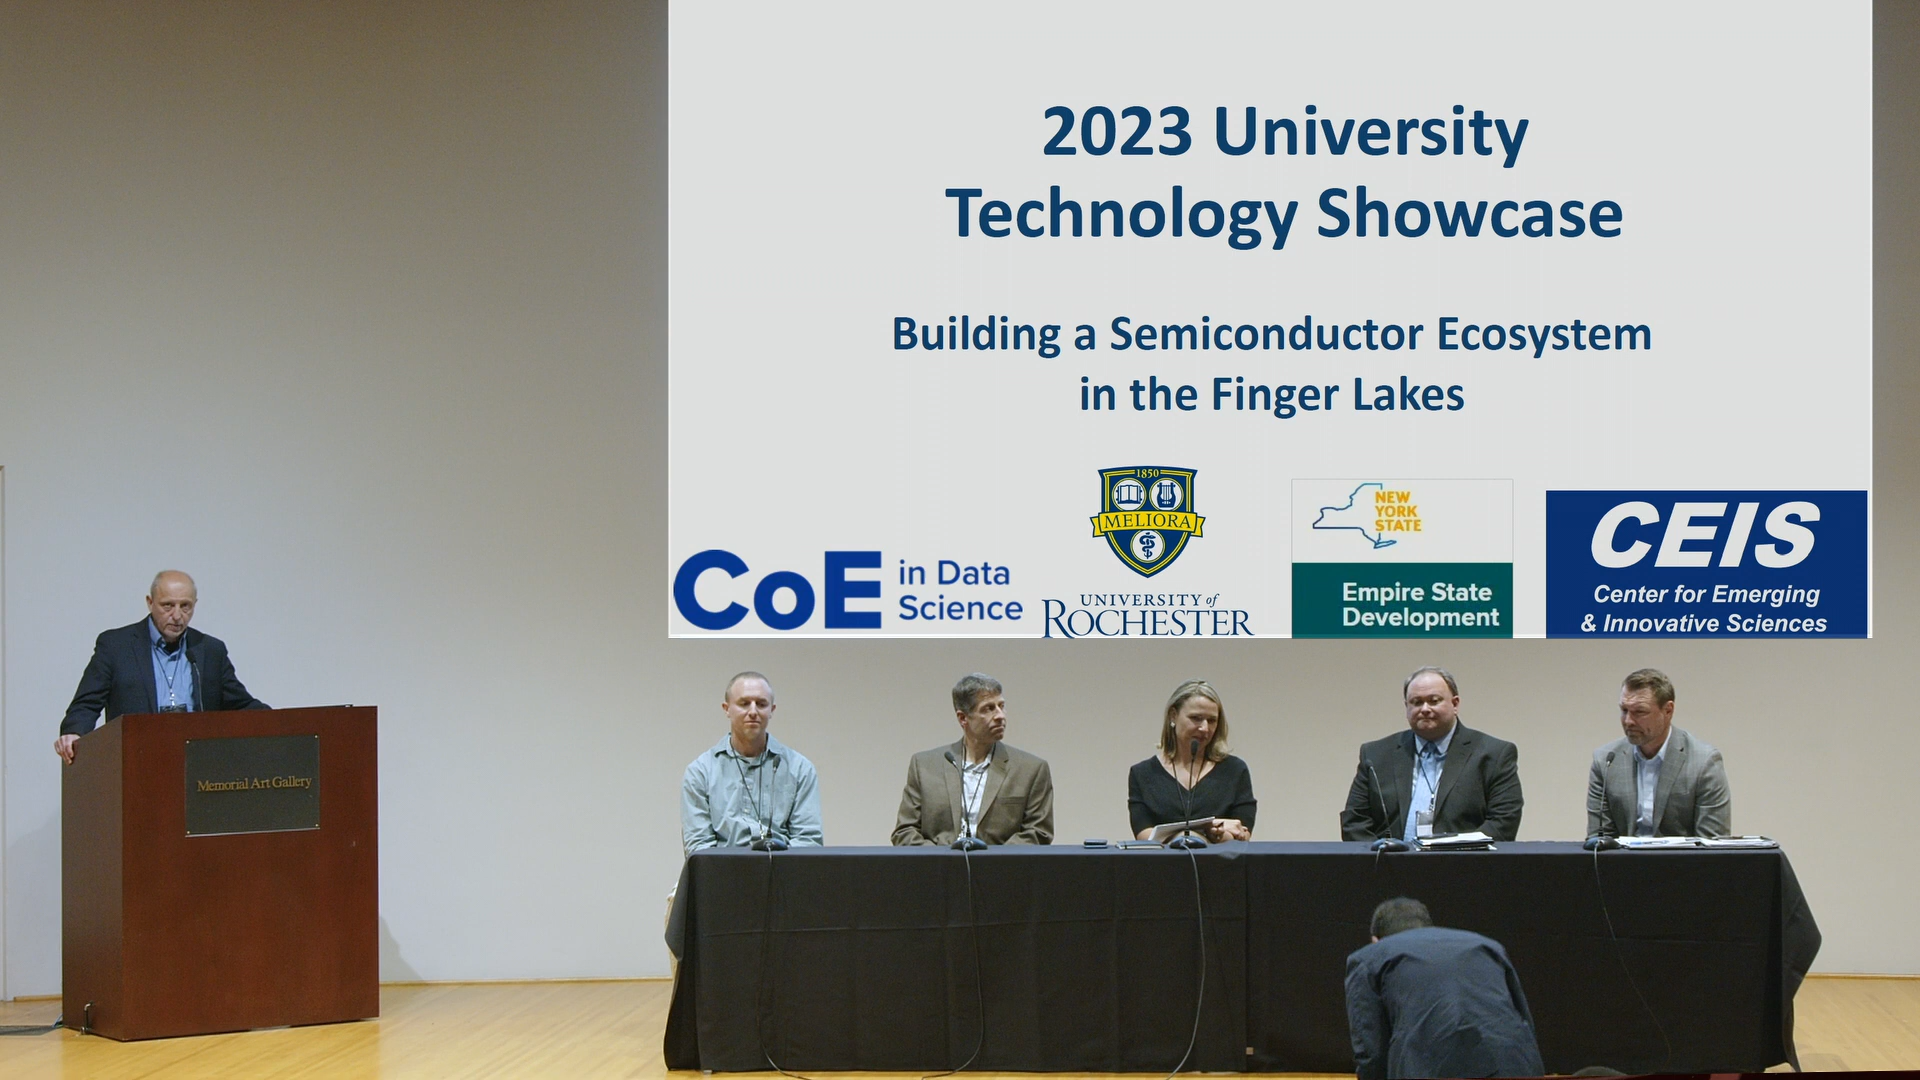 2023 University
Technology Showcase
Building a Semiconductor Ecosystem
in the Finger Lakes
CoE in Data
Science
1850
MELIORA
UNIVERSITY of
ROCHESTER
NEW
YORK
STATE
Empire State
Development
CEIS
Center for Emerging
& Innovative Sciences
Memorial Art Gallery